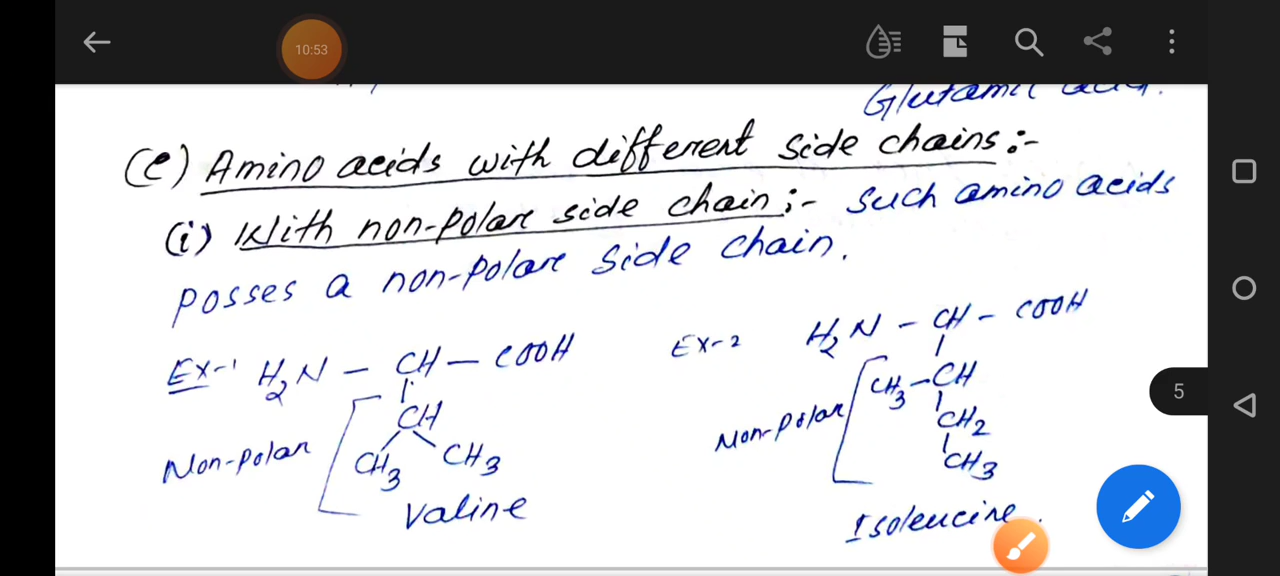 10:53
Glutamic acid.
(e) Amino acids with different side chains:-
(i) With non-polar side chain:- Such amino acids
posses a non-polar side chain.
Ex-1 H2N - CH - COOH
CH
CH3 CH3
Non-polar
Valine
Ex-2 H2N - CH - COOH
CH3-CH
CH2
CH3
Non-polar
Isoleucine.
5